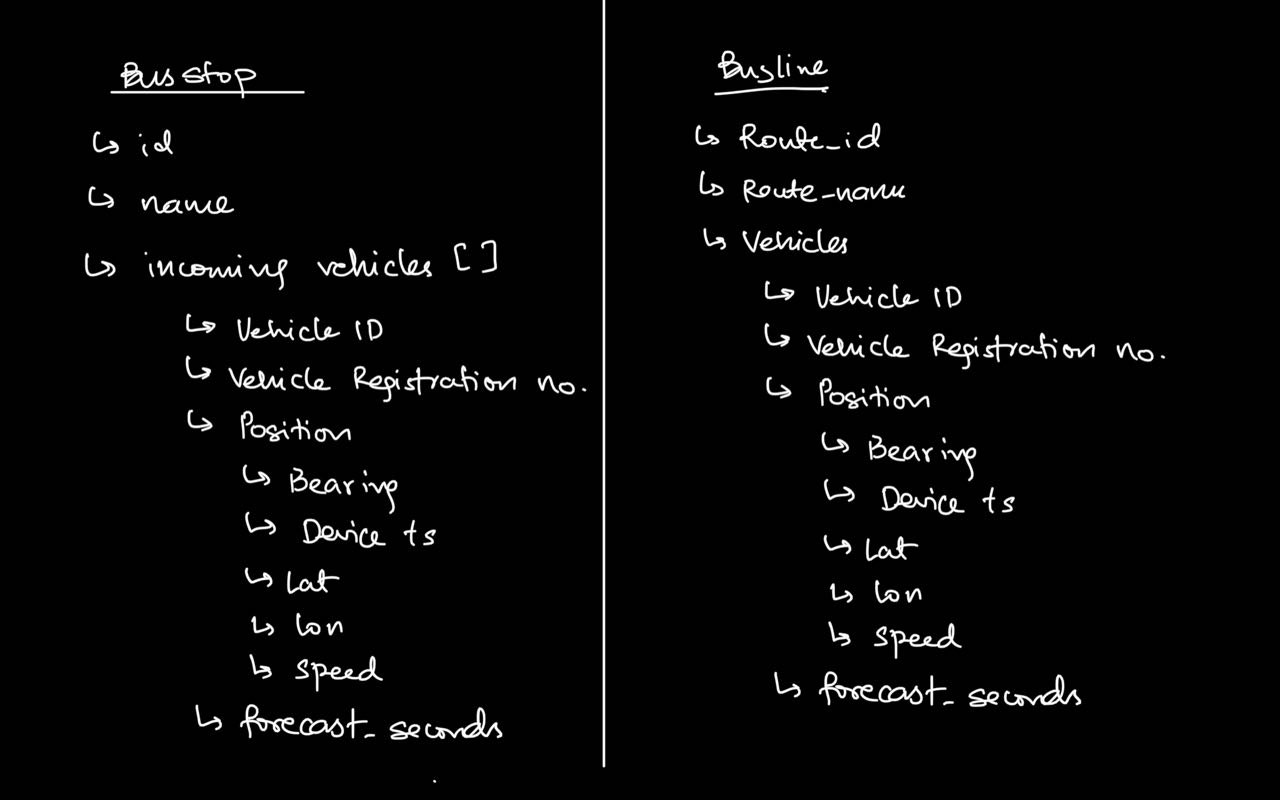 Bus stop
↳ id
↳ name
↳ incoming vehicles []
↳ Vehicle ID
↳ Vehicle Registration no.
↳ Position
↳ Bearing
↳ Device ts
↳ Lat
↳ Lon
↳ Speed
↳ forecast_seconds
Busline
↳ Route_id
↳ Route_name
↳ Vehicles
↳ Vehicle ID
↳ Vehicle Registration no.
↳ Position
↳ Bearing
↳ Device ts
↳ Lat
↳ Lon
↳ Speed
↳ forecast_seconds